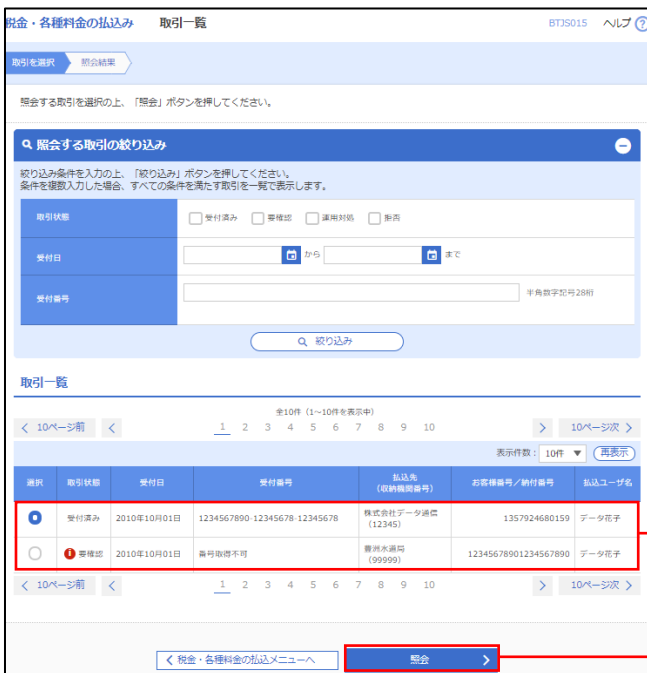 税金・各種料金の払込み 取引一覧 BTJS015 ヘルプ ?
取引を選択 照会結果
照会する取引を選択の上、「照会」ボタンを押してください。
照会する取引の絞り込み
絞り込み条件を入力の上、「絞り込み」ボタンを押してください。
条件を複数入力した場合、すべての条件を満たす取引を一覧で表示します。
取引状態 受付済み 要確認 運用対処 拒否
受付日 から まで
受付番号 半角数字記号28桁
絞り込み
取引一覧
全10件（1～10件を表示中）
< 10ページ前 < 1 2 3 4 5 6 7 8 9 10 > 10ページ次 >
表示件数： 10件 ▼ 再表示
選択 取引状態 受付日 受付番号 払込先 お客様番号／納付番号 払込ユーザ名
（収納機関番号）
受付済み 2010年10月01日 1234567890-12345678-12345678 株式会社データ通信 1357924680159 データ花子
（12345）
! 要確認 2010年10月01日 番号取得不可 豊洲水道局 12345678901234567890 データ花子
（99999）
< 10ページ前 < 1 2 3 4 5 6 7 8 9 10 > 10ページ次 >
< 税金・各種料金の払込メニューへ 照会 >